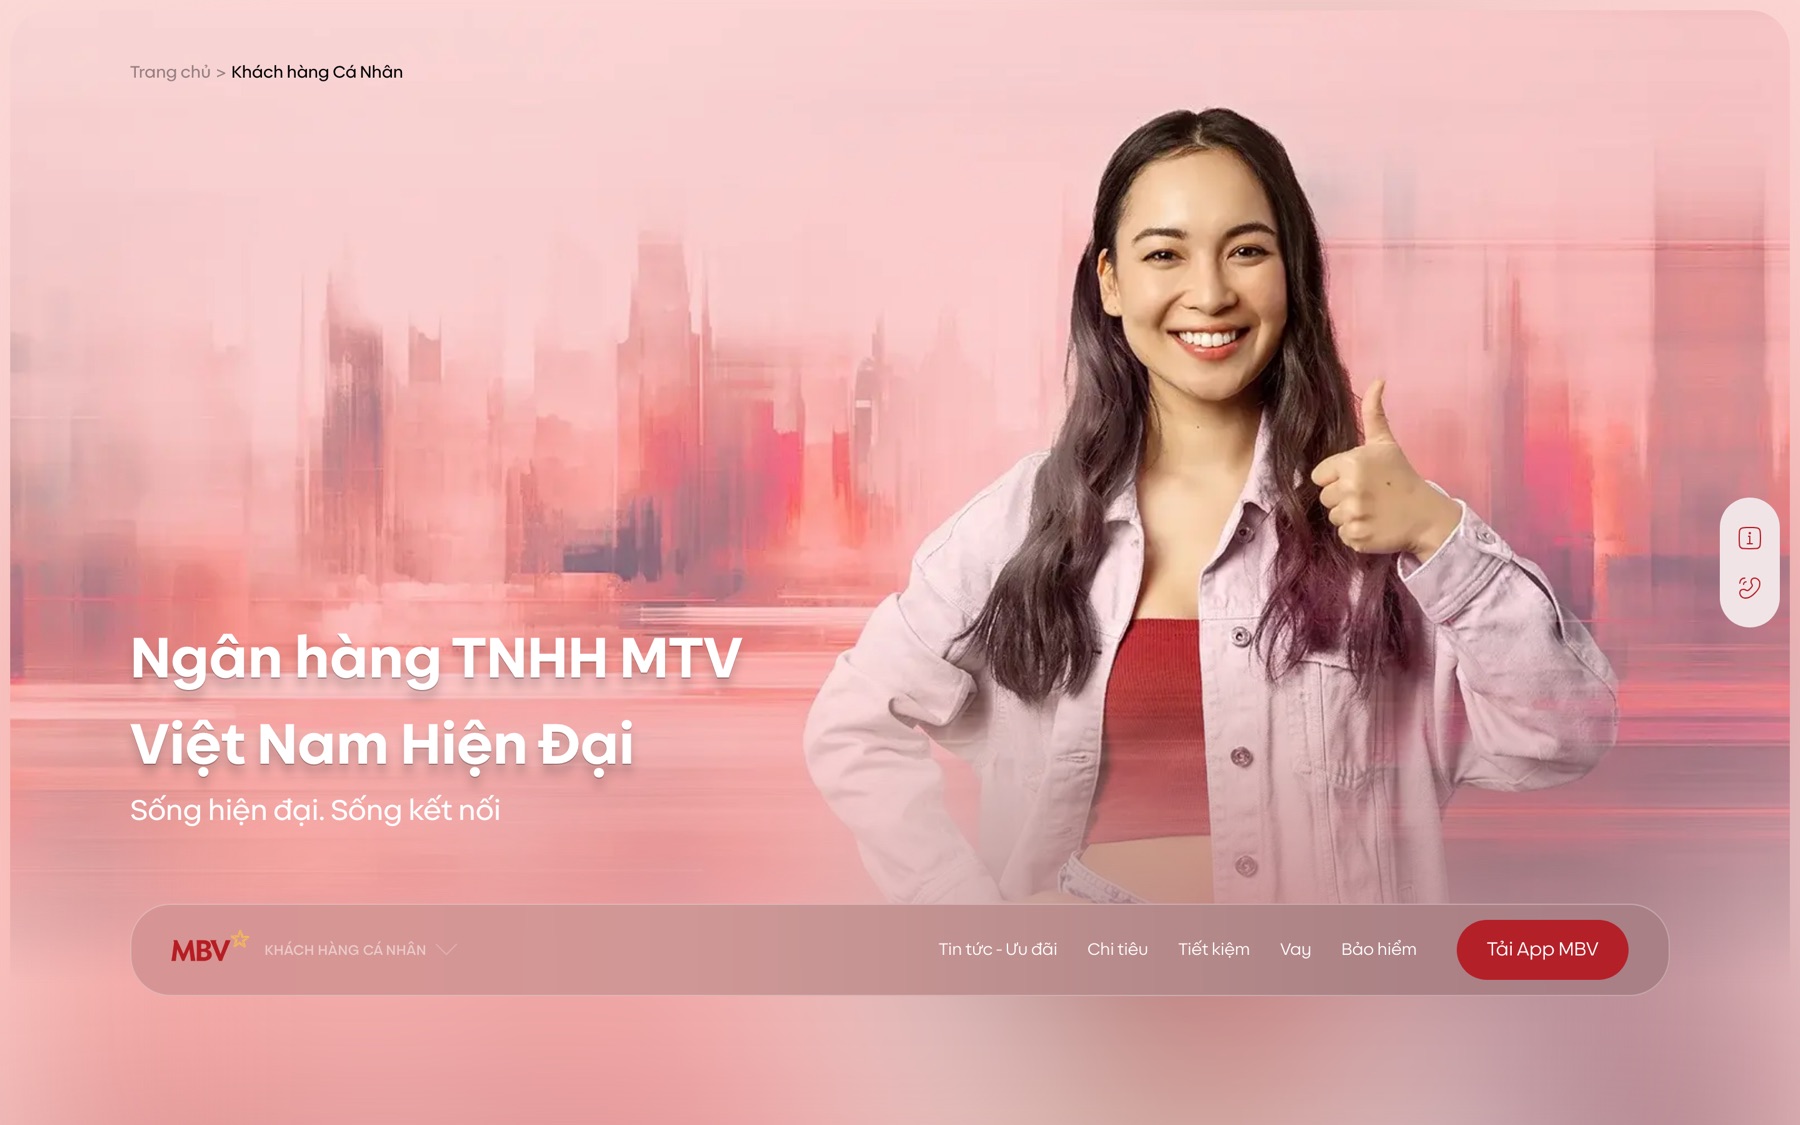 Trang chủ > Khách hàng Cá Nhân
Ngân hàng TNHH MTV
Việt Nam Hiện Đại
Sống hiện đại. Sống kết nối
MBV KHÁCH HÀNG CÁ NHÂN Tin tức - Ưu đãi Chi tiêu Tiết kiệm Vay Bảo hiểm Tải App MBV